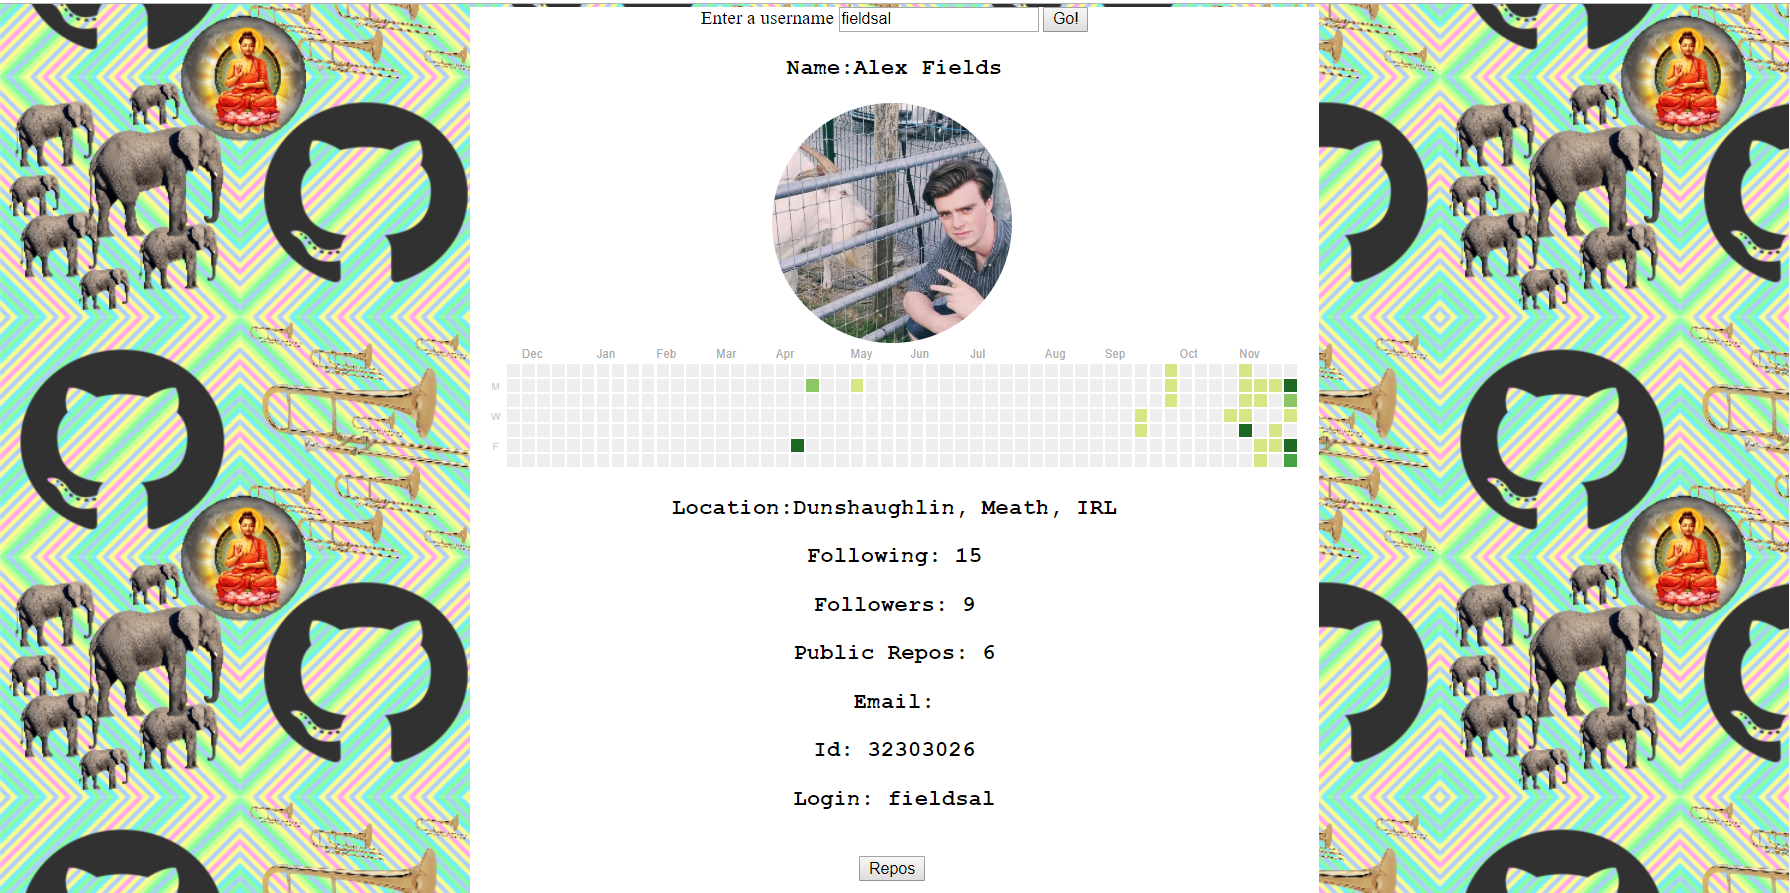 Enter a username fieldsal Go!
Name:Alex Fields
Dec Jan Feb Mar Apr May Jun Jul Aug Sep Oct Nov
M
W
F
Location:Dunshaughlin, Meath, IRL
Following: 15
Followers: 9
Public Repos: 6
Email:
Id: 32303026
Login: fieldsal
Repos